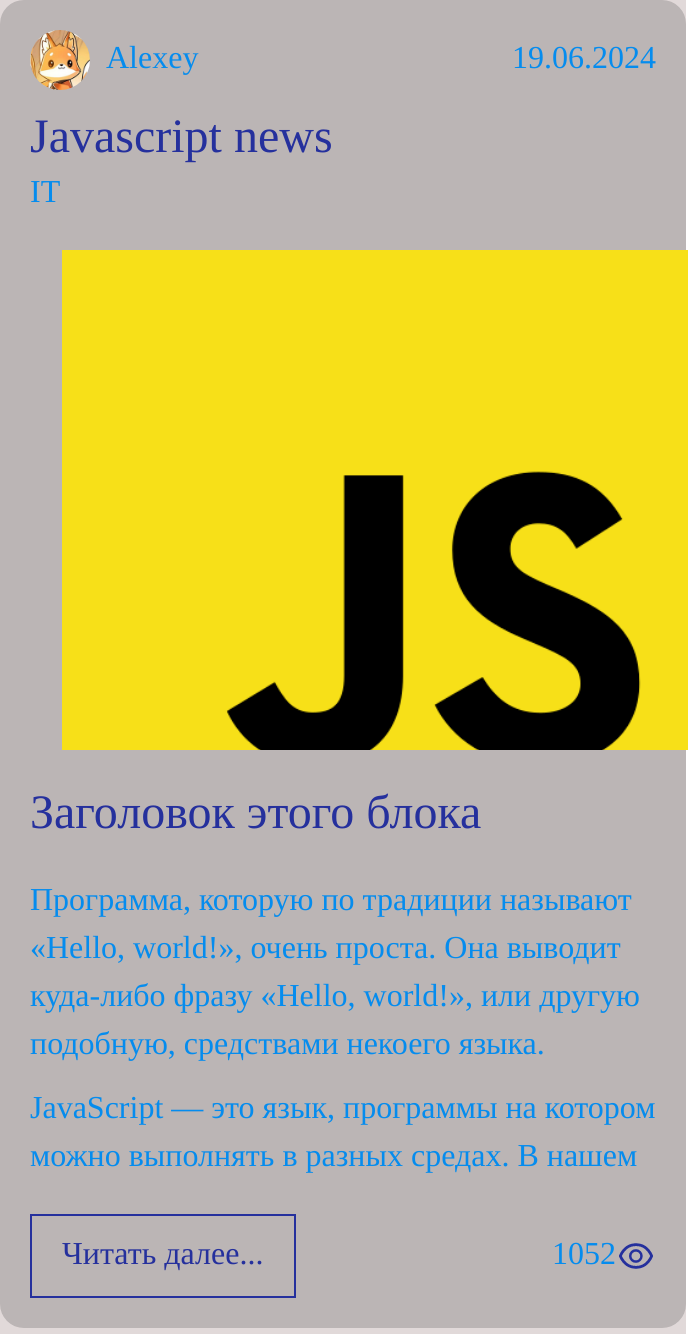 Alexey
19.06.2024
Javascript news
IT
JS
Заголовок этого блока
Программа, которую по традиции называют
«Hello, world!», очень проста. Она выводит
куда-либо фразу «Hello, world!», или другую
подобную, средствами некоего языка.
JavaScript — это язык, программы на котором
можно выполнять в разных средах. В нашем
Читать далее...
1052